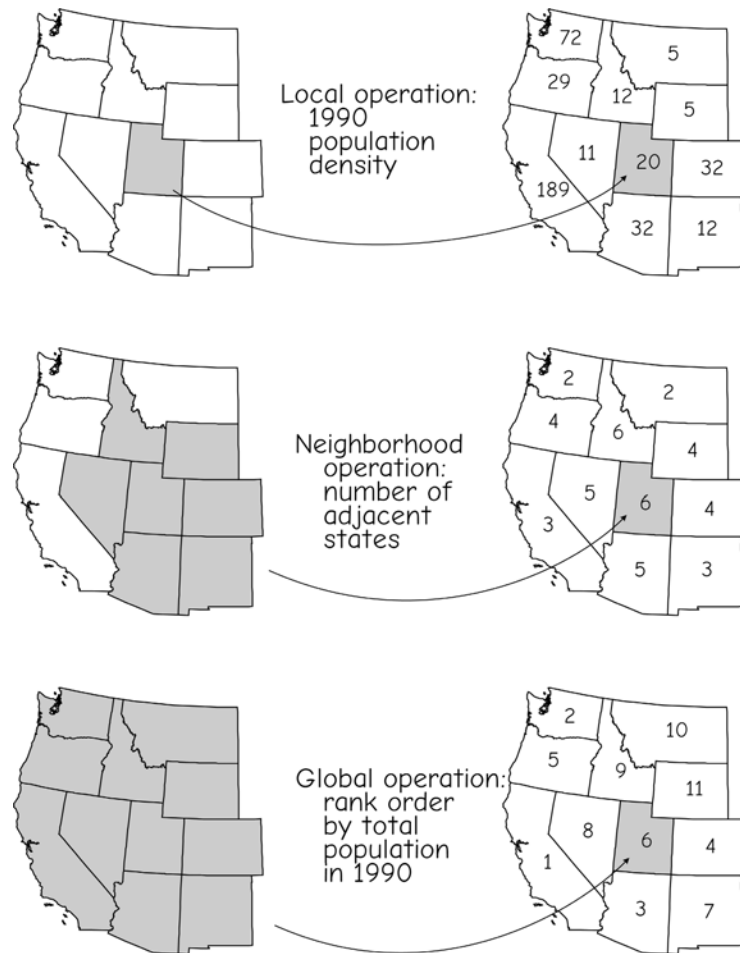 Local operation:
1990
population
density
72
5
29
12
5
11
20
32
189
32
12
Neighborhood
operation:
number of
adjacent
states
2
2
4
6
4
5
6
4
3
5
3
Global operation:
rank order
by total
population
in 1990
2
10
5
9
11
8
6
4
1
3
7